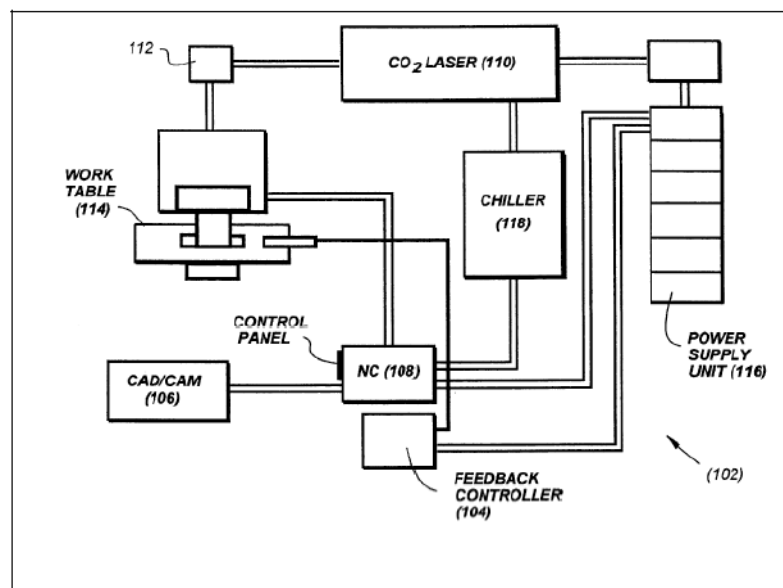 112
CO2 LASER (110)
WORK
TABLE
(114)
CHILLER
(118)
CONTROL
PANEL
POWER
SUPPLY
UNIT (116)
NC (108)
CAD/CAM
(106)
FEEDBACK
CONTROLLER
(104)
(102)